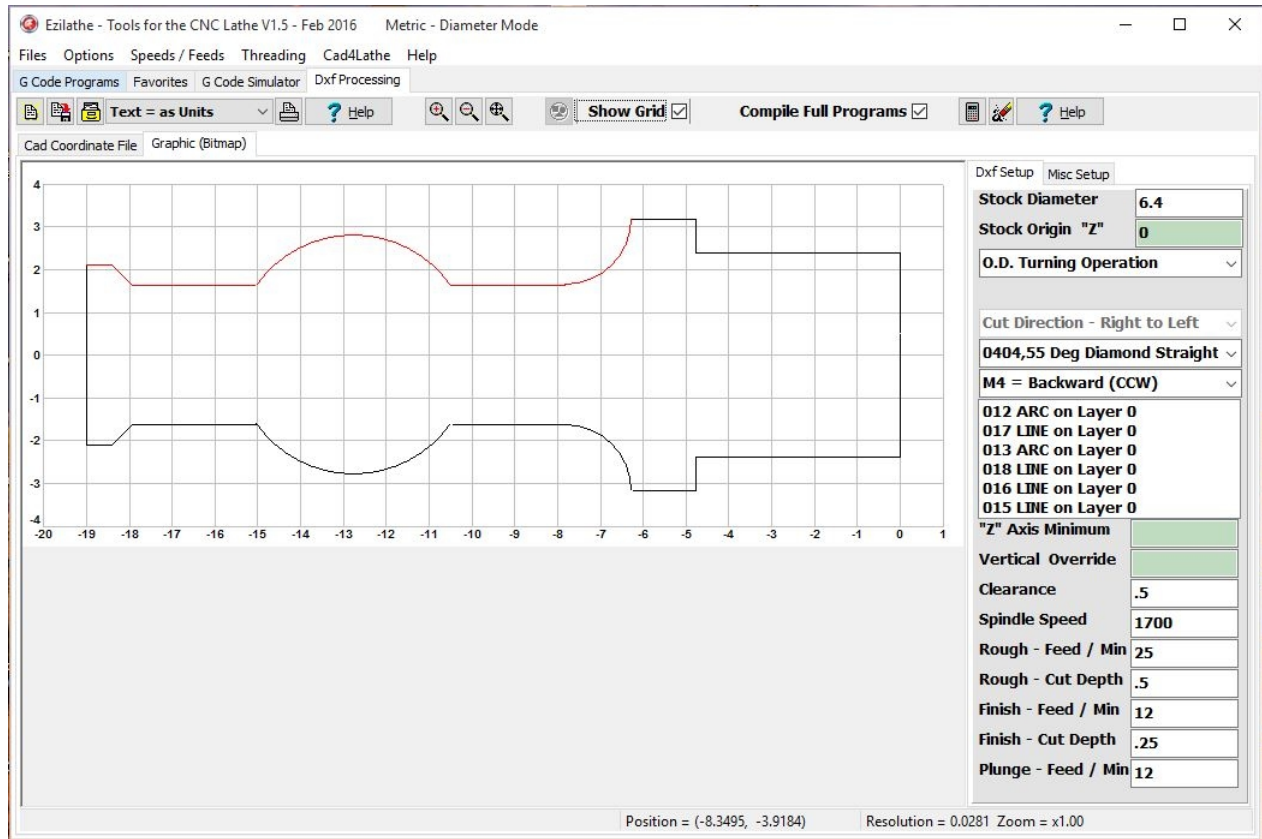 Ezilathe - Tools for the CNC Lathe V1.5 - Feb 2016 Metric - Diameter Mode
Files Options Speeds / Feeds Threading Cad4Lathe Help
G Code Programs Favorites G Code Simulator Dxf Processing
Text = as Units ? Help Show Grid Compile Full Programs ? Help
Cad Coordinate File Graphic (Bitmap)
Dxf Setup Misc Setup
Stock Diameter 6.4
Stock Origin "Z" 0
O.D. Turning Operation
Cut Direction - Right to Left
0404,55 Deg Diamond Straight
M4 = Backward (CCW)
012 ARC on Layer 0
017 LINE on Layer 0
013 ARC on Layer 0
018 LINE on Layer 0
016 LINE on Layer 0
015 LINE on Layer 0
"Z" Axis Minimum
Vertical Override
Clearance .5
Spindle Speed 1700
Rough - Feed / Min 25
Rough - Cut Depth .5
Finish - Feed / Min 12
Finish - Cut Depth .25
Plunge - Feed / Min 12
4
3
2
1
0
-1
-2
-3
-4
-20 -19 -18 -17 -16 -15 -14 -13 -12 -11 -10 -9 -8 -7 -6 -5 -4 -3 -2 -1 0 1
Position = (-8.3495, -3.9184) Resolution = 0.0281 Zoom = x1.00